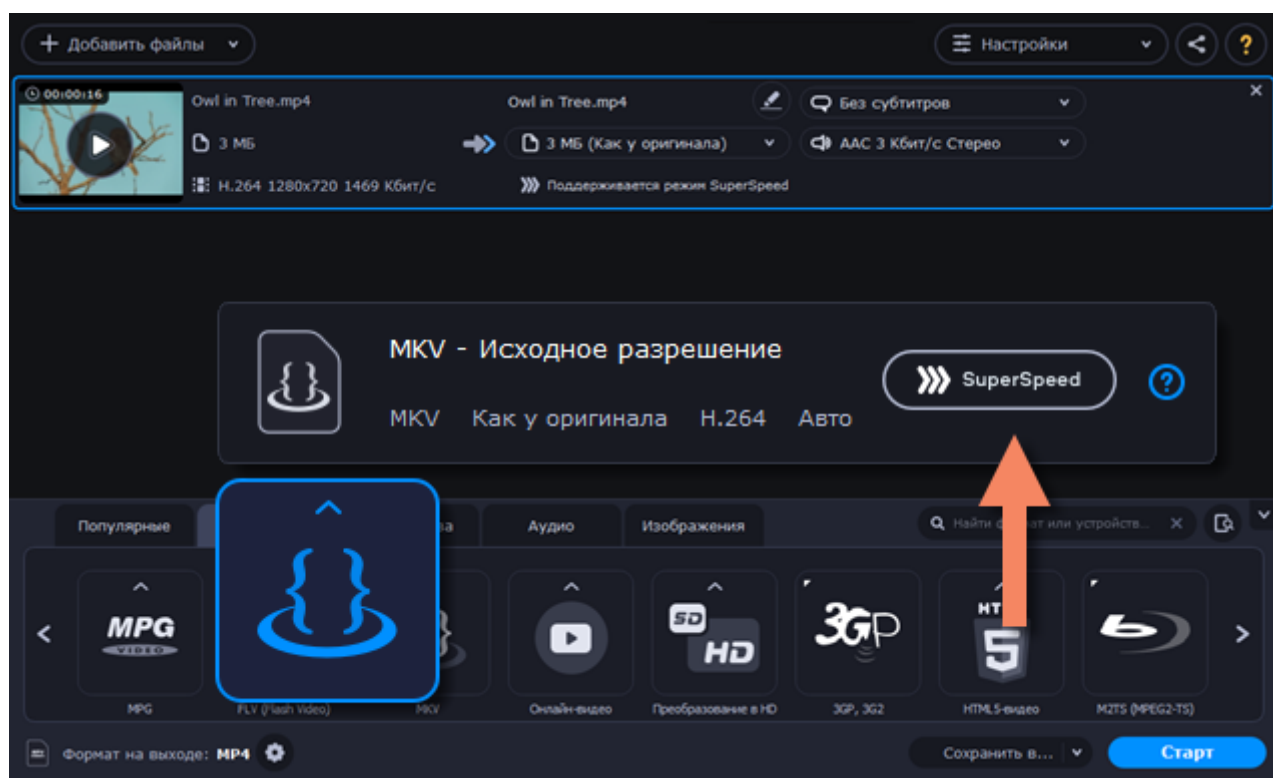 Добавить файлы
Настройки
?
00:00:16
Owl in Tree.mp4
Owl in Tree.mp4
Без субтитров
3 МБ
3 МБ (Как у оригинала)
AAC 3 Кбит/с Стерео
H.264 1280x720 1469 Кбит/с
Поддерживается режим SuperSpeed
MKV - Исходное разрешение
SuperSpeed
?
MKV Как у оригинала H.264 Авто
Популярные
Аудио
Изображения
MPG
VIDEO
SD
HD
3GP
5
MPG
FLV (Flash Video)
MKV
Онлайн-видео
Преобразование в HD
3GP, 3G2
HTML5-видео
M2TS (MPEG2-TS)
Формат на выходе: MP4
Сохранить в...
Старт